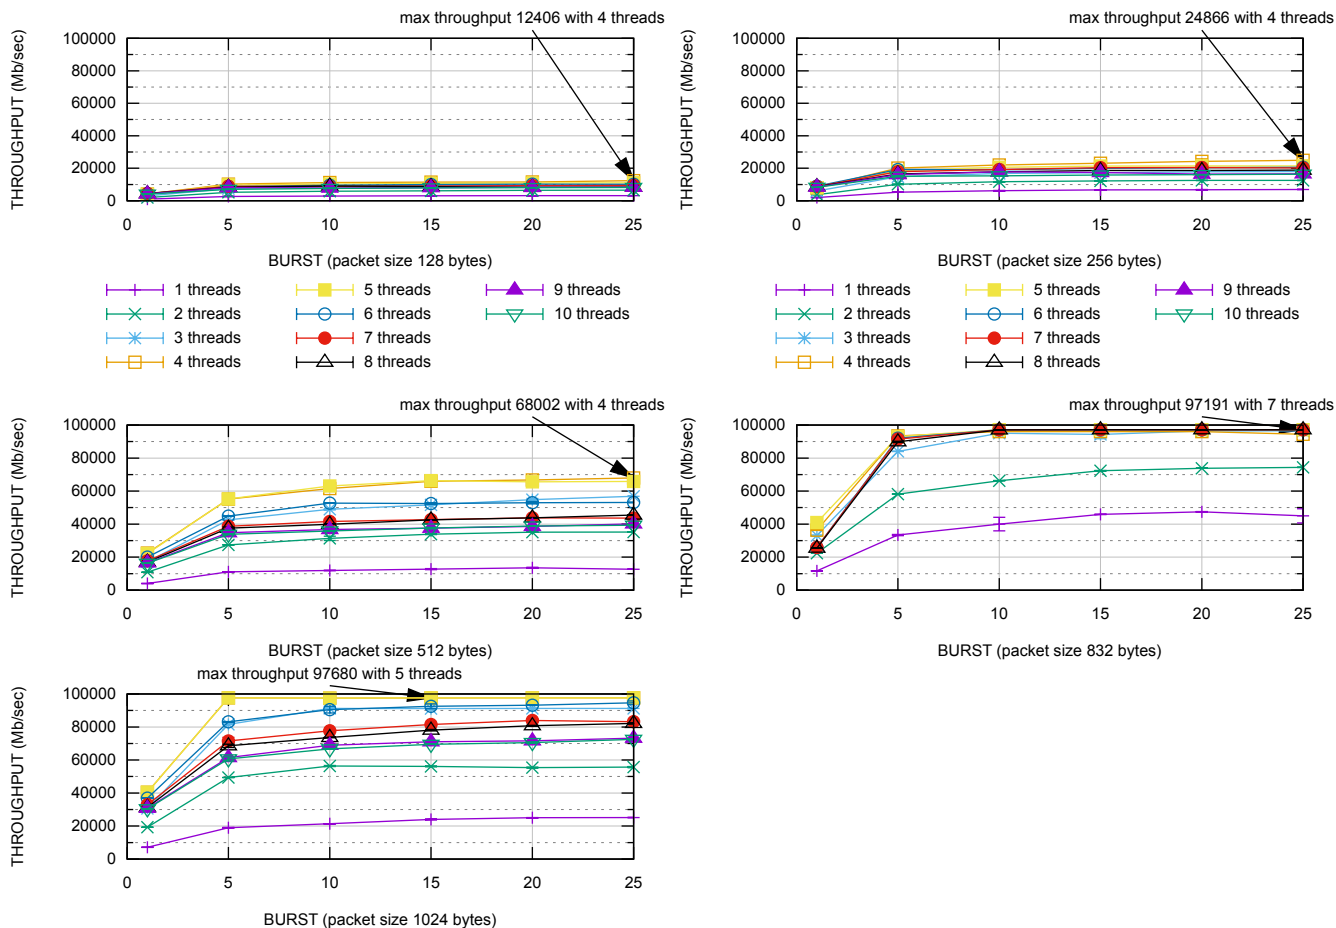 max throughput 12406 with 4 threads
THROUGHPUT (Mb/sec)
100000
80000
60000
40000
20000
0
0 5 10 15 20 25
BURST (packet size 128 bytes)
1 threads 5 threads 9 threads
2 threads 6 threads 10 threads
3 threads 7 threads
4 threads 8 threads
max throughput 24866 with 4 threads
THROUGHPUT (Mb/sec)
100000
80000
60000
40000
20000
0
0 5 10 15 20 25
BURST (packet size 256 bytes)
1 threads 5 threads 9 threads
2 threads 6 threads 10 threads
3 threads 7 threads
4 threads 8 threads
max throughput 68002 with 4 threads
THROUGHPUT (Mb/sec)
100000
80000
60000
40000
20000
0
0 5 10 15 20 25
BURST (packet size 512 bytes)
max throughput 97191 with 7 threads
THROUGHPUT (Mb/sec)
100000
80000
60000
40000
20000
0
0 5 10 15 20 25
BURST (packet size 832 bytes)
max throughput 97680 with 5 threads
THROUGHPUT (Mb/sec)
100000
80000
60000
40000
20000
0
0 5 10 15 20 25
BURST (packet size 1024 bytes)